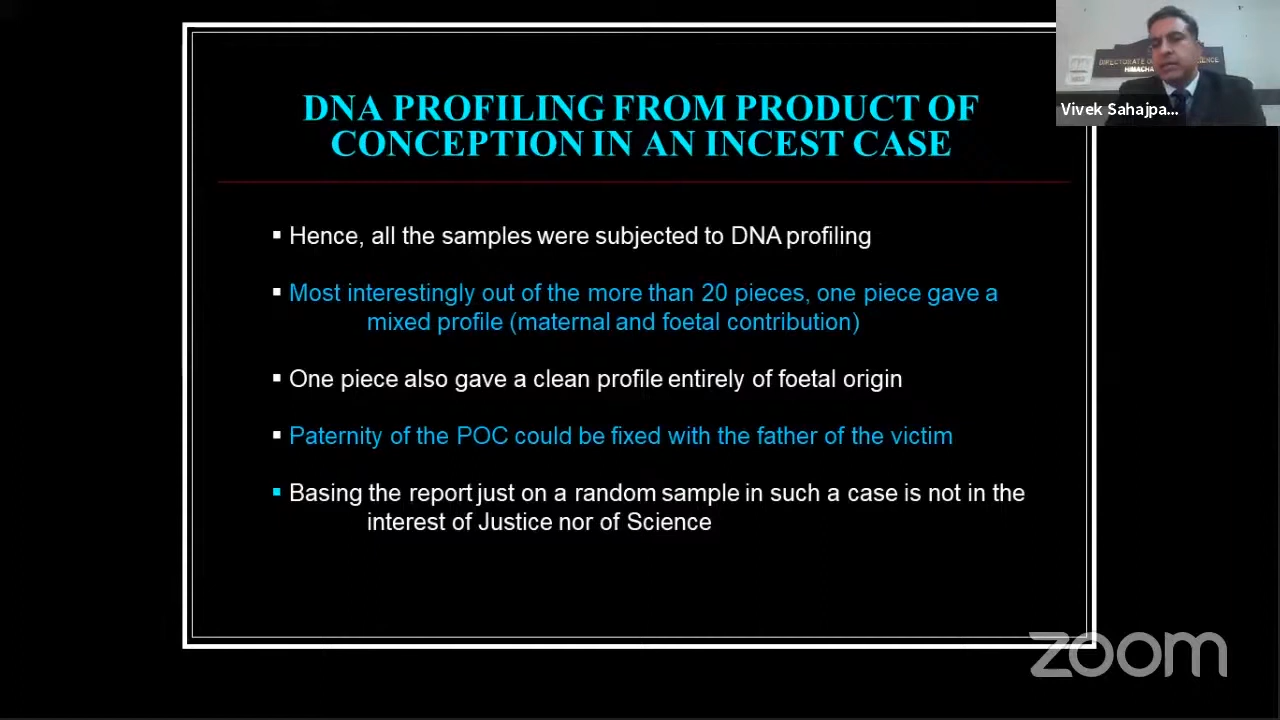 DNA PROFILING FROM PRODUCT OF
CONCEPTION IN AN INCEST CASE
Hence, all the samples were subjected to DNA profiling
Most interestingly out of the more than 20 pieces, one piece gave a
mixed profile (maternal and foetal contribution)
One piece also gave a clean profile entirely of foetal origin
Paternity of the POC could be fixed with the father of the victim
Basing the report just on a random sample in such a case is not in the
interest of Justice nor of Science
DIRECTORATE OF
Vivek Sahajpa...
zoom